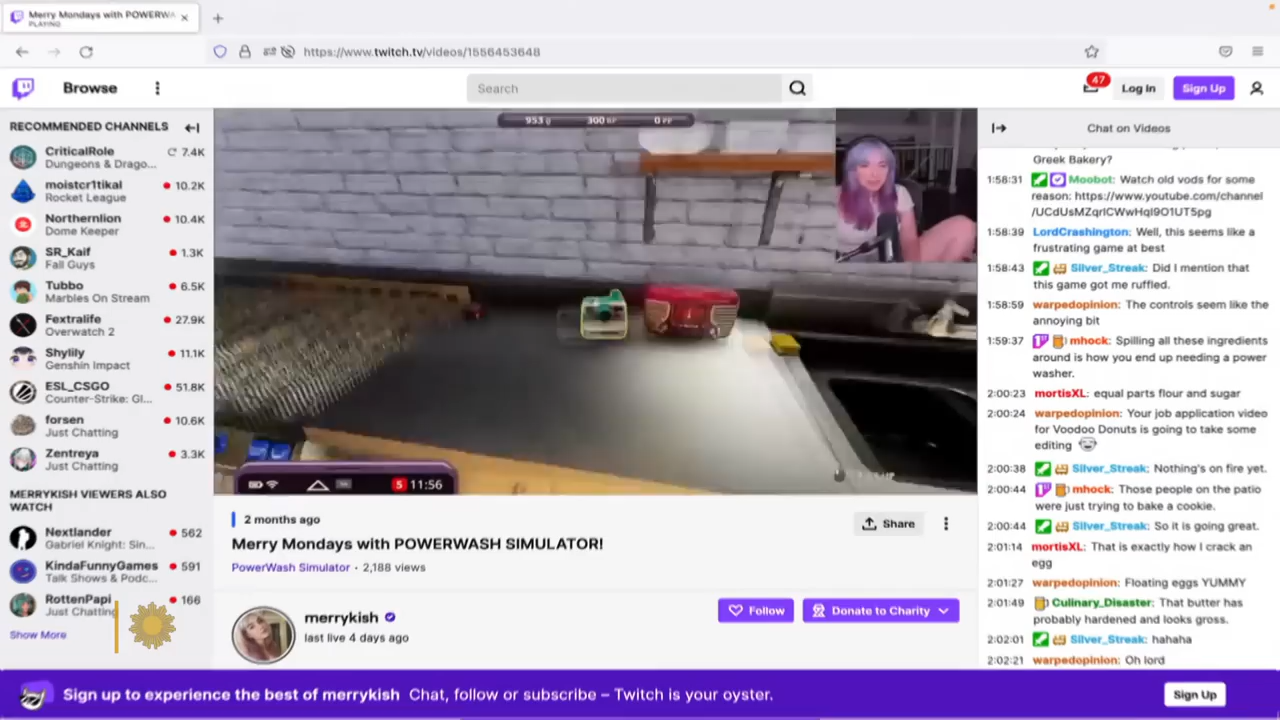 Merry Mondays with POWERWA
PLAYING
https://www.twitch.tv/videos/1556453648
Browse
Search
47
Log In
Sign Up
RECOMMENDED CHANNELS
CriticalRole
Dungeons & Drago...
7.4K
moistcr1tikal
Rocket League
10.2K
Northernlion
Dome Keeper
10.4K
SR_Kaif
Fall Guys
1.3K
Tubbo
Marbles On Stream
6.5K
Fextralife
Overwatch 2
27.9K
Shylily
Genshin Impact
11.1K
ESL_CSGO
Counter-Strike: Gl...
51.8K
forsen
Just Chatting
10.6K
Zentreya
Just Chatting
3.3K
MERRYKISH VIEWERS ALSO
WATCH
Nextlander
Gabriel Knight: Sin...
562
KindaFunnyGames
Talk Shows & Podc...
591
RottenPapi
Just Chatting
166
Show More
953 g
300
0
5 11:56
2 months ago
Share
Merry Mondays with POWERWASH SIMULATOR!
PowerWash Simulator · 2,188 views
merrykish
last live 4 days ago
Follow
Donate to Charity
Chat on Videos
Greek Bakery?
1:58:31 Moobot: Watch old vods for some
reason: https://www.youtube.com/channel
/UCdUsMZqrlCWwHql9O1UT5pg
1:58:39 LordCrashington: Well, this seems like a
frustrating game at best
1:58:43 Silver_Streak: Did I mention that
this game got me ruffled.
1:58:59 warpedopinion: The controls seem like the
annoying bit
1:59:37 mhock: Spilling all these ingredients
around is how you end up needing a power
washer.
2:00:23 mortisXL: equal parts flour and sugar
2:00:24 warpedopinion: Your job application video
for Voodoo Donuts is going to take some
editing
2:00:38 Silver_Streak: Nothing's on fire yet.
2:00:44 mhock: Those people on the patio
were just trying to bake a cookie.
2:00:44 Silver_Streak: So it is going great.
2:01:14 mortisXL: That is exactly how I crack an
egg
2:01:27 warpedopinion: Floating eggs YUMMY
2:01:49 Culinary_Disaster: That butter has
probably hardened and looks gross.
2:02:01 Silver_Streak: hahaha
2:02:21 warpedopinion: Oh lord
Sign up to experience the best of merrykish Chat, follow or subscribe – Twitch is your oyster.
Sign Up